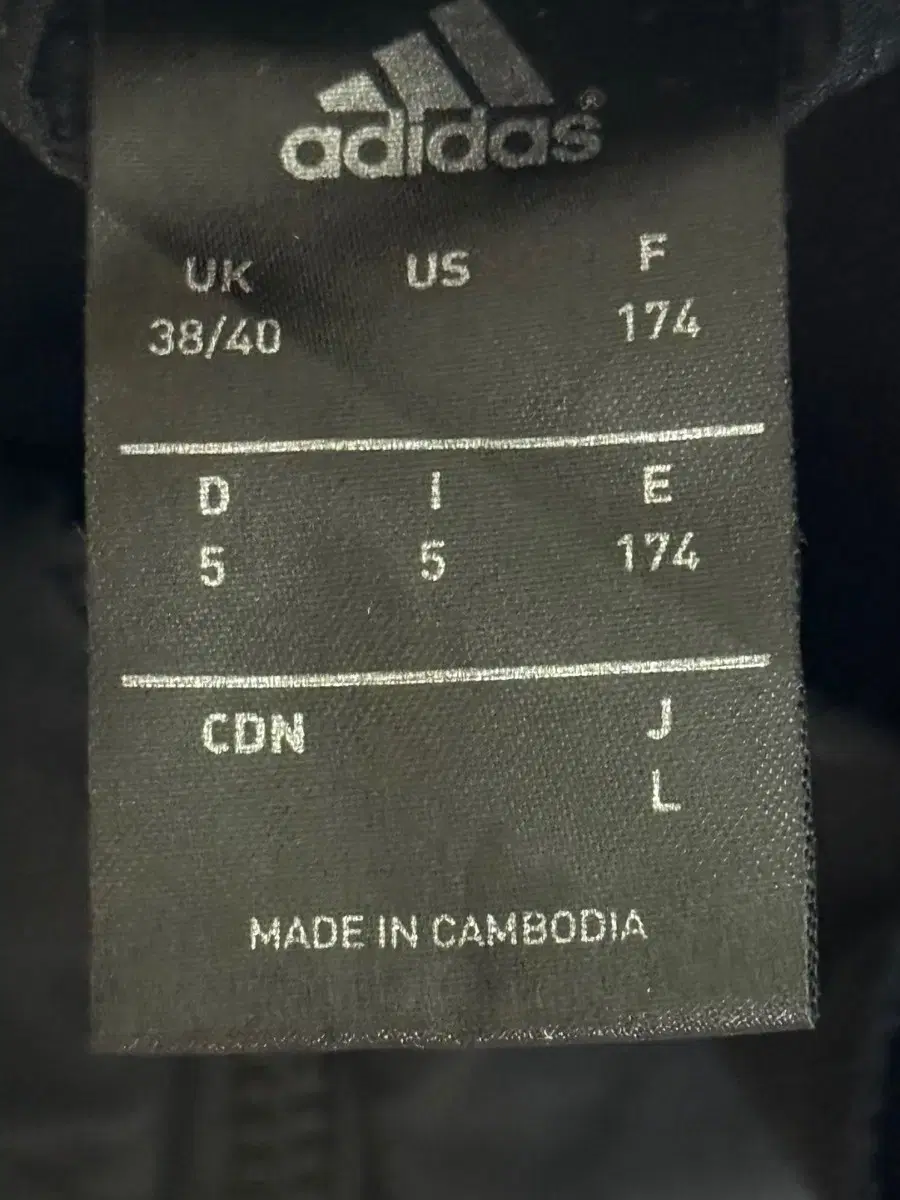 adidas®
UK US F
38/40 174
D I E
5 5 174
CDN J
L
MADE IN CAMBODIA